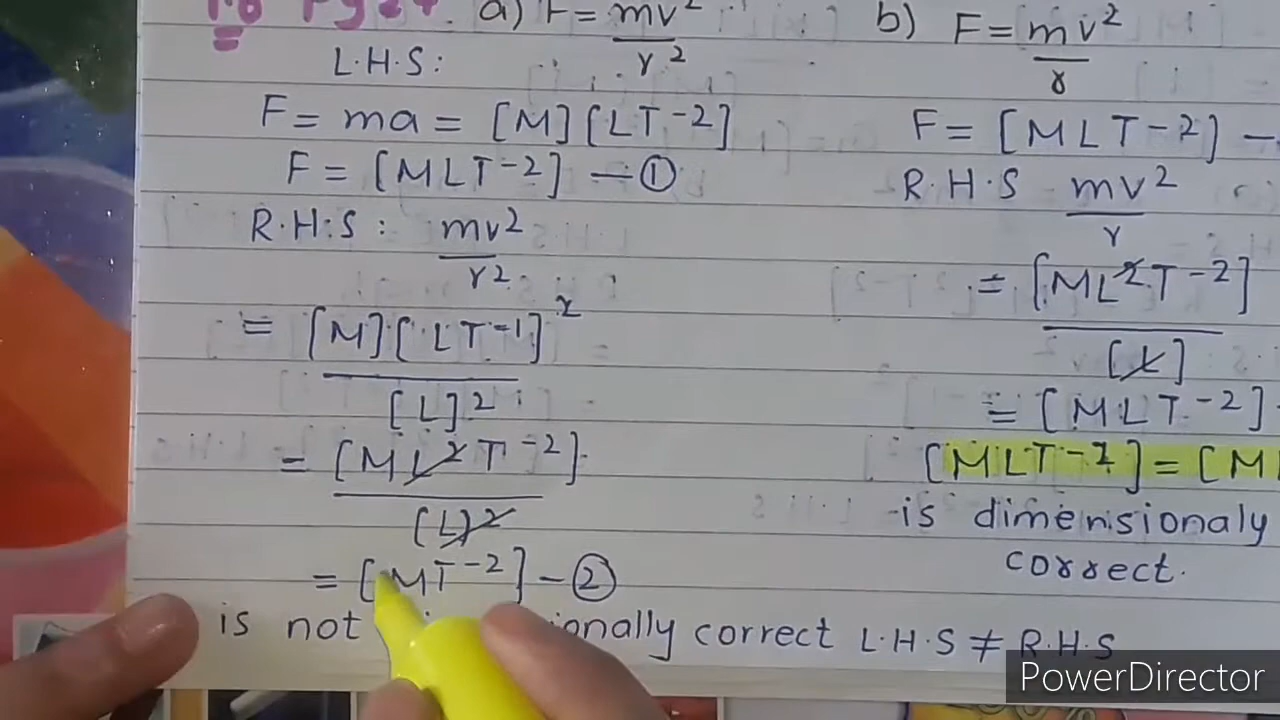 a) F = mv²
r²
L.H.S:
F = ma = [M][LT-2]
F = [MLT-2] — ①
R.H.S: mv²
r²
= [M][LT-1]²
[L]²
= [ML²T-2]
[L]²
= [MT-2] - ②
is not onally correct L.H.S ≠ R.H.S
b) F = mv²
r
F = [MLT-2] -
R.H.S mv²
r
= [ML²T-2]
[L]
= [MLT-2]
[MLT-2] = [M
is dimensionaly
correct.
PowerDirector